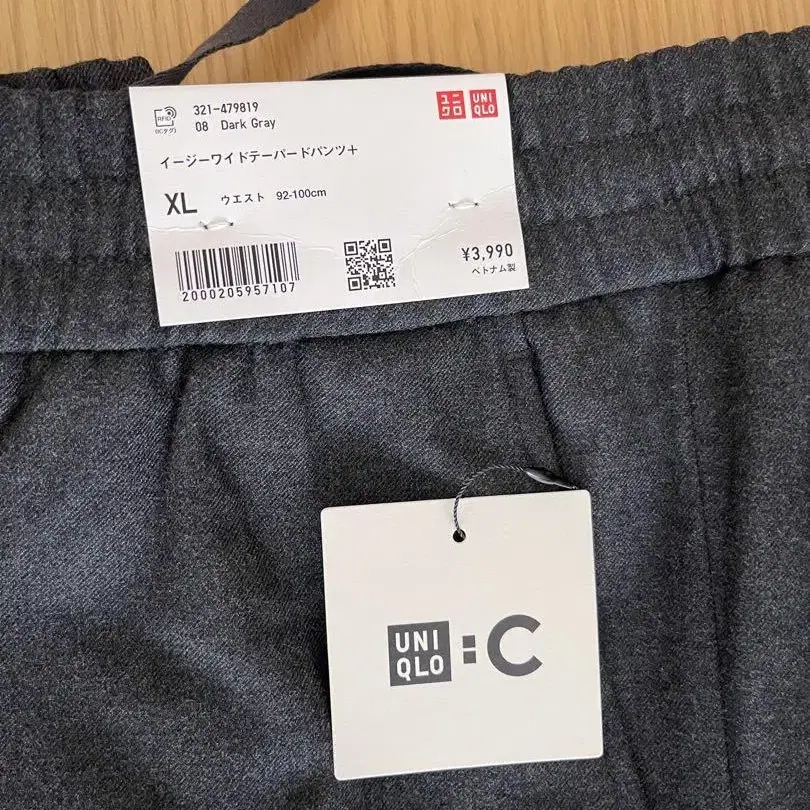 RFID
(ICタグ)
321-479819
08 Dark Gray
ユニ
クロ
UNI
QLO
イージーワイドテーパードパンツ+
XL ウエスト 92-100cm
2000205957107
¥3,990
ベトナム製
UNI
QLO : C